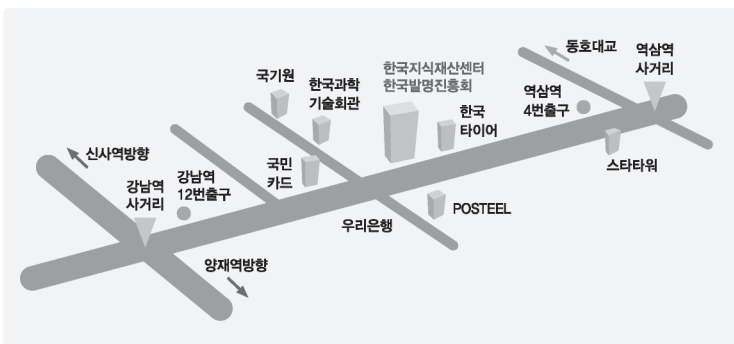 동호대교
역삼역
사거리
한국지식재산센터
한국발명진흥회
국기원
한국과학
기술회관
역삼역
4번출구
한국
타이어
신사역방향
국민
카드
스타타워
강남역
사거리
강남역
12번출구
POSTEEL
우리은행
양재역방향